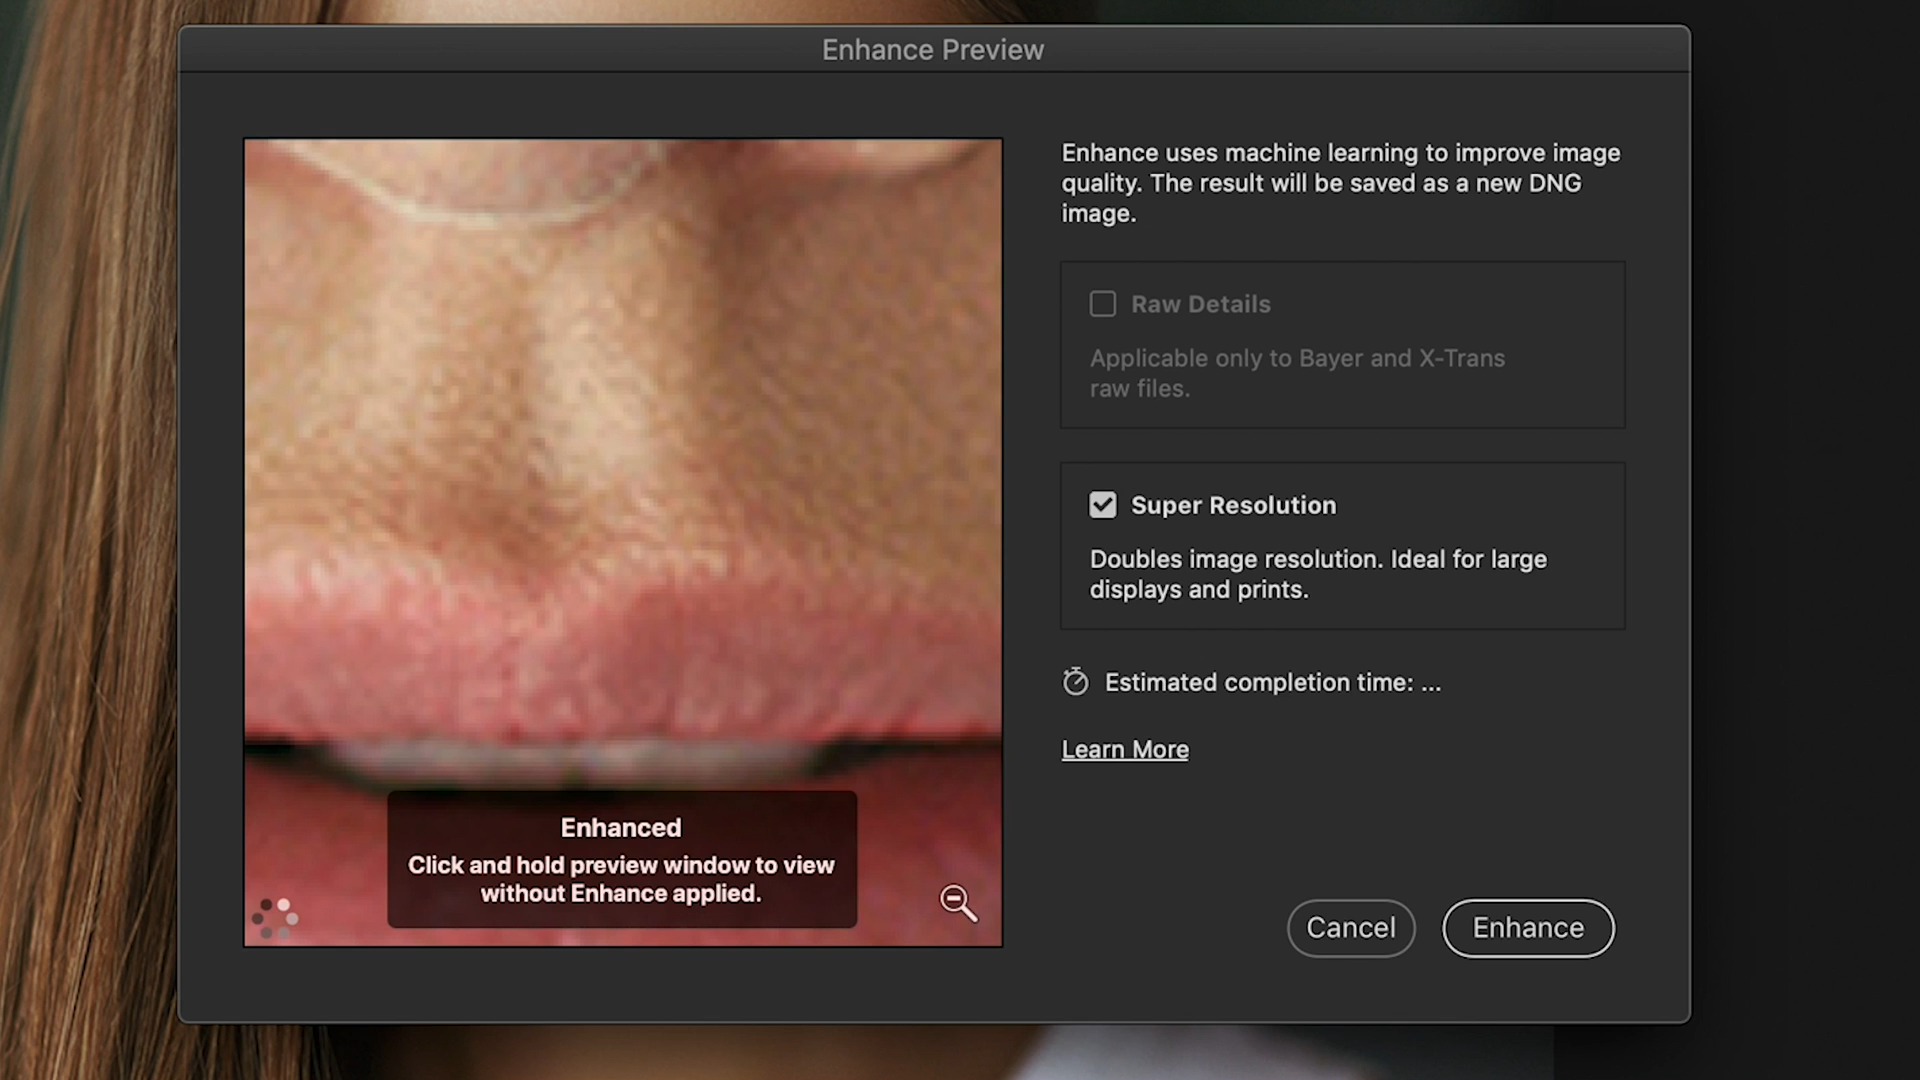 Enhance Preview
Enhance uses machine learning to improve image
quality. The result will be saved as a new DNG
image.
Raw Details
Applicable only to Bayer and X-Trans
raw files.
Super Resolution
Doubles image resolution. Ideal for large
displays and prints.
Estimated completion time: ...
Learn More
Enhanced
Click and hold preview window to view
without Enhance applied.
Cancel
Enhance